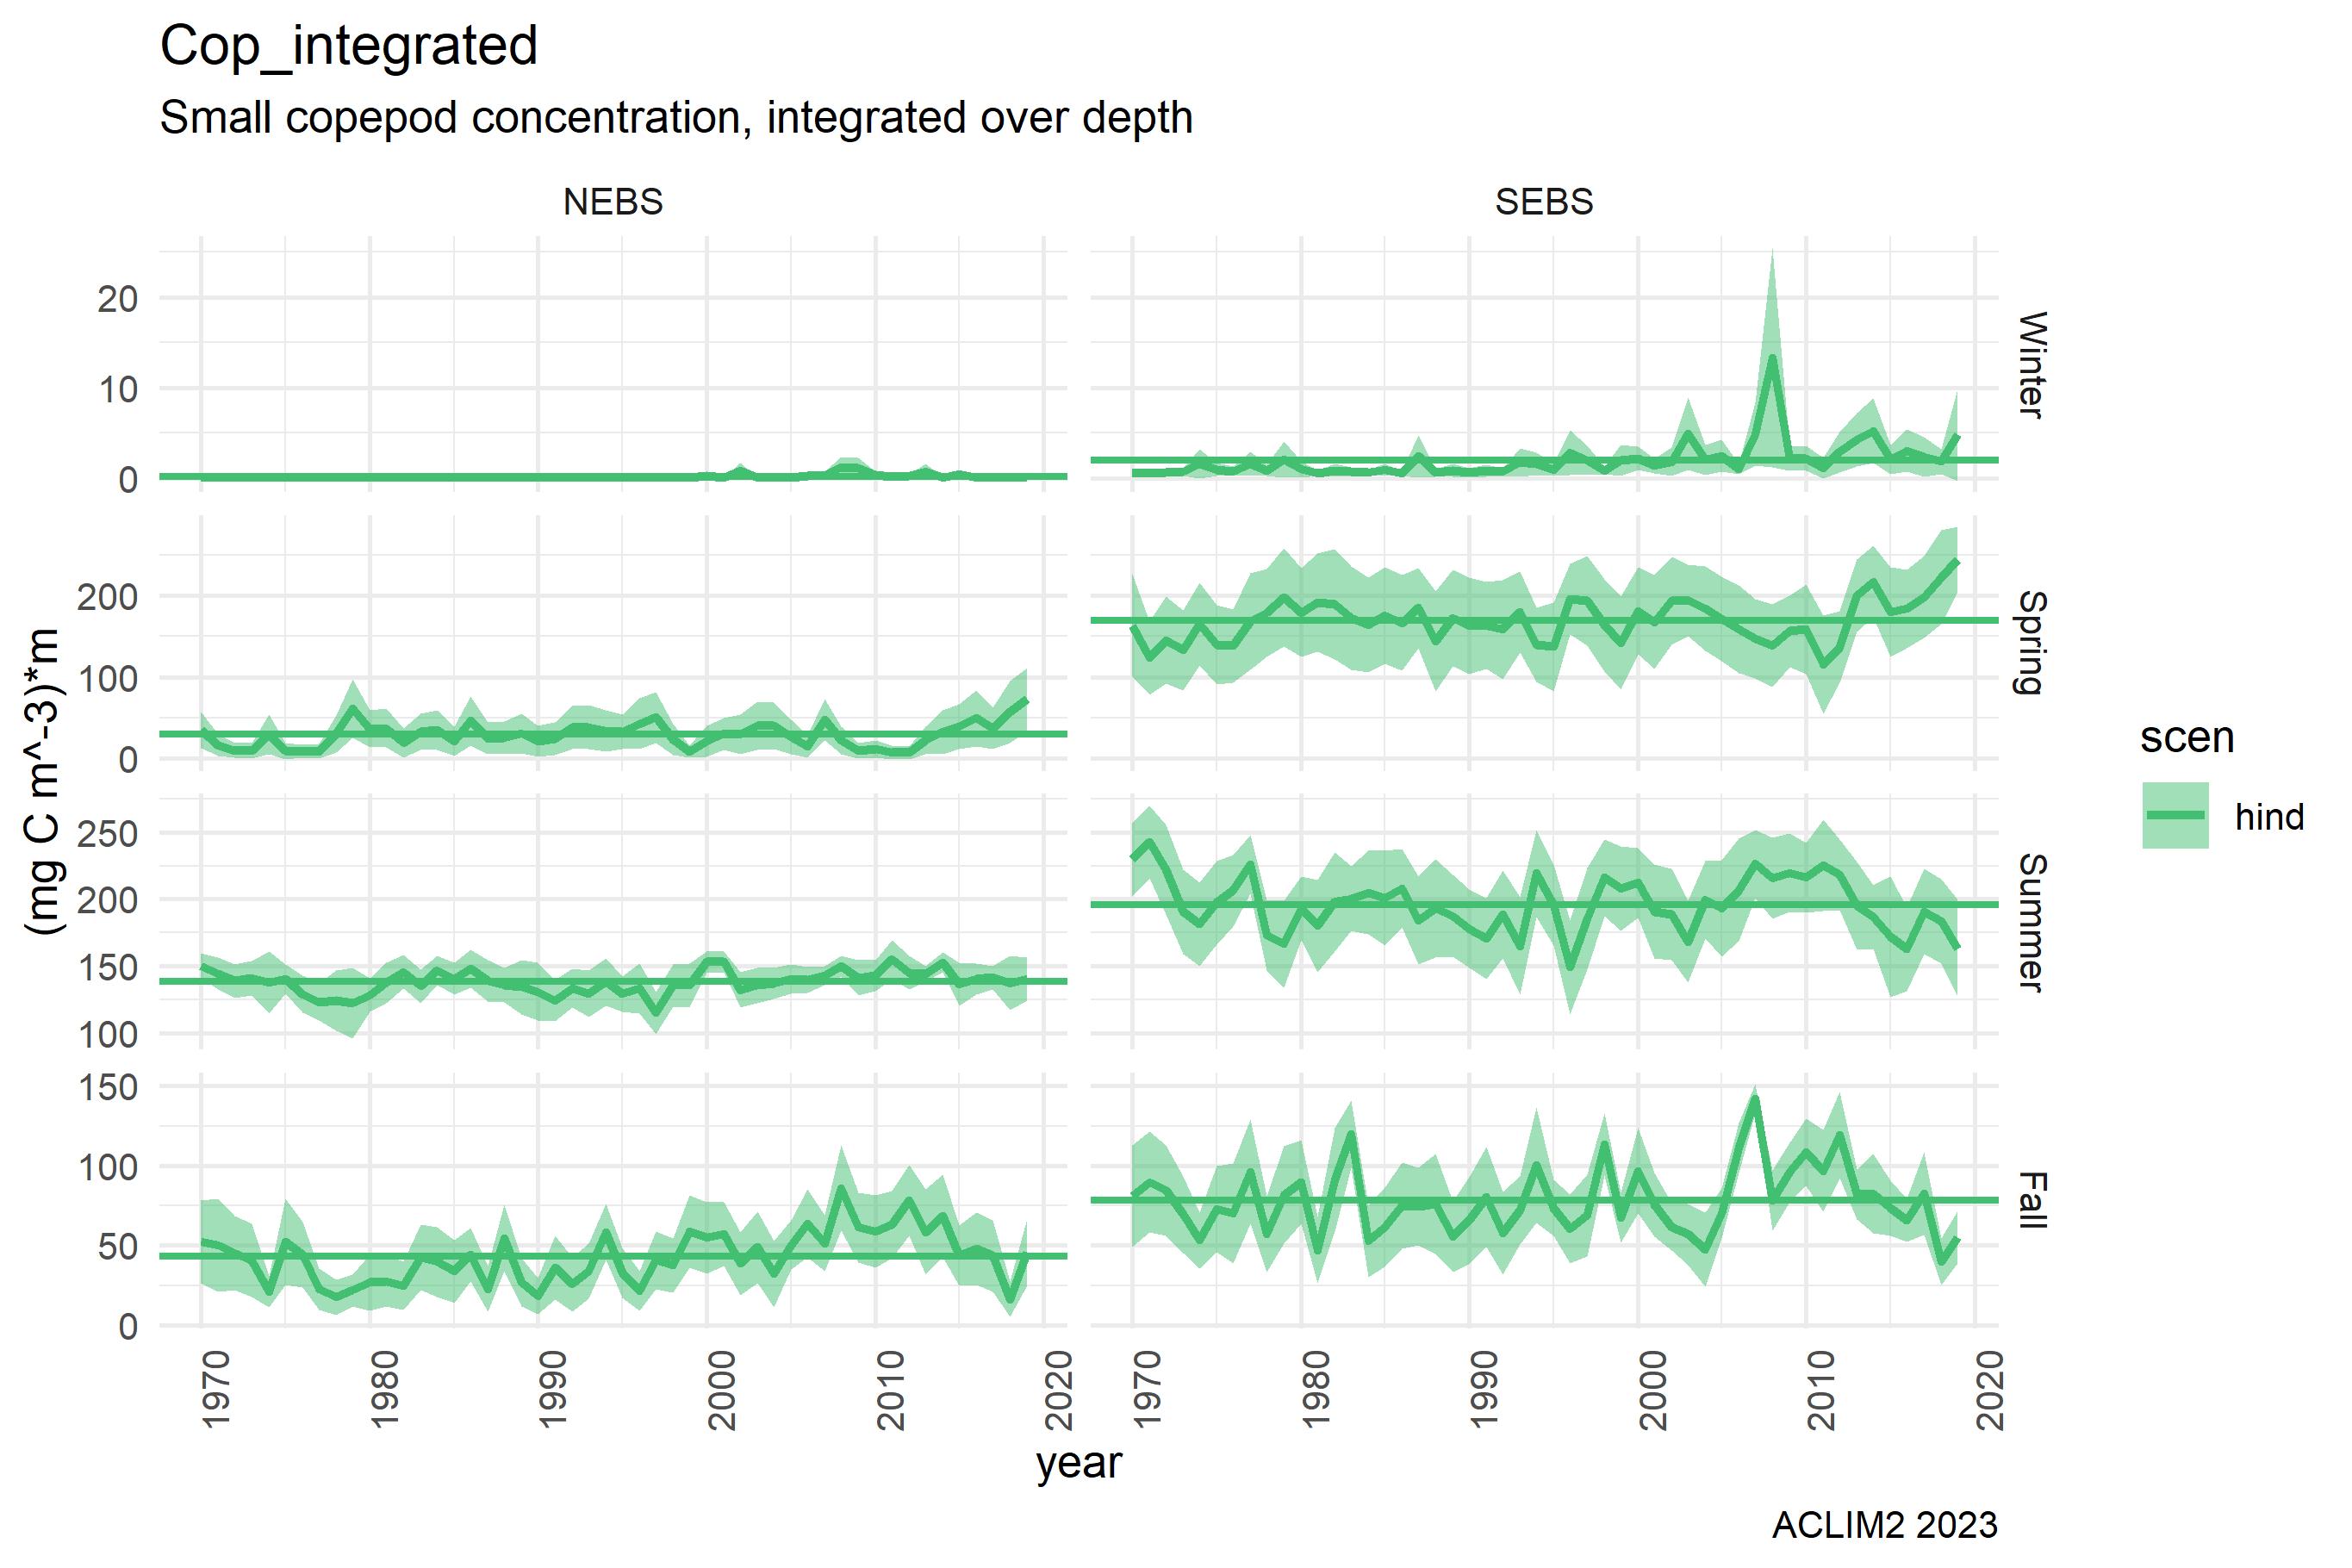 Cop_integrated
Small copepod concentration, integrated over depth
NEBS
SEBS
20
10
0
Winter
200
100
0
Spring
250
200
150
100
Summer
150
100
50
0
Fall
(mg C m^-3)*m
1970
1980
1990
2000
2010
2020
1970
1980
1990
2000
2010
2020
year
scen
hind
ACLIM2 2023